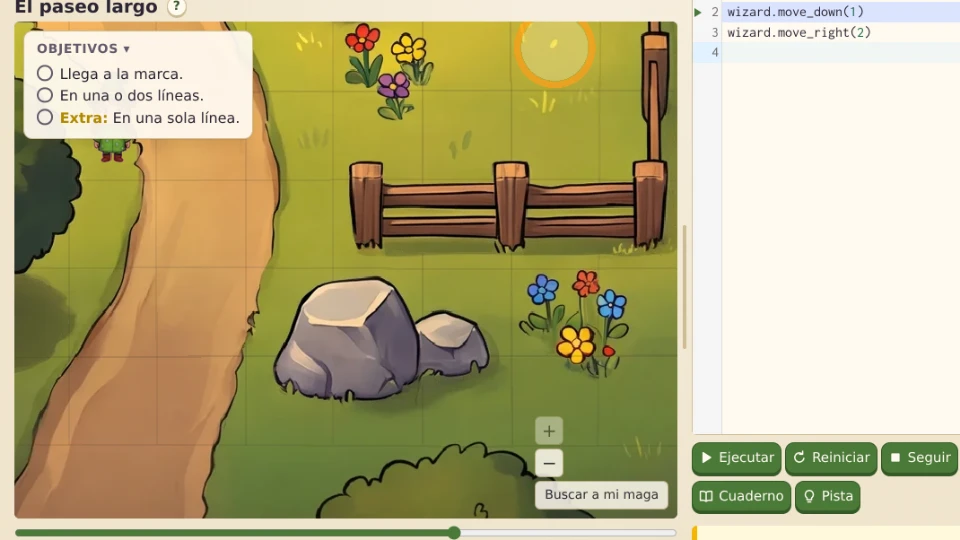 El paseo largo ?
OBJETIVOS ▾
Llega a la marca.
En una o dos líneas.
Extra: En una sola línea.
+
−
Buscar a mi maga
2 wizard.move_down(1)
3 wizard.move_right(2)
4
Ejecutar Reiniciar Seguir
Cuaderno Pista